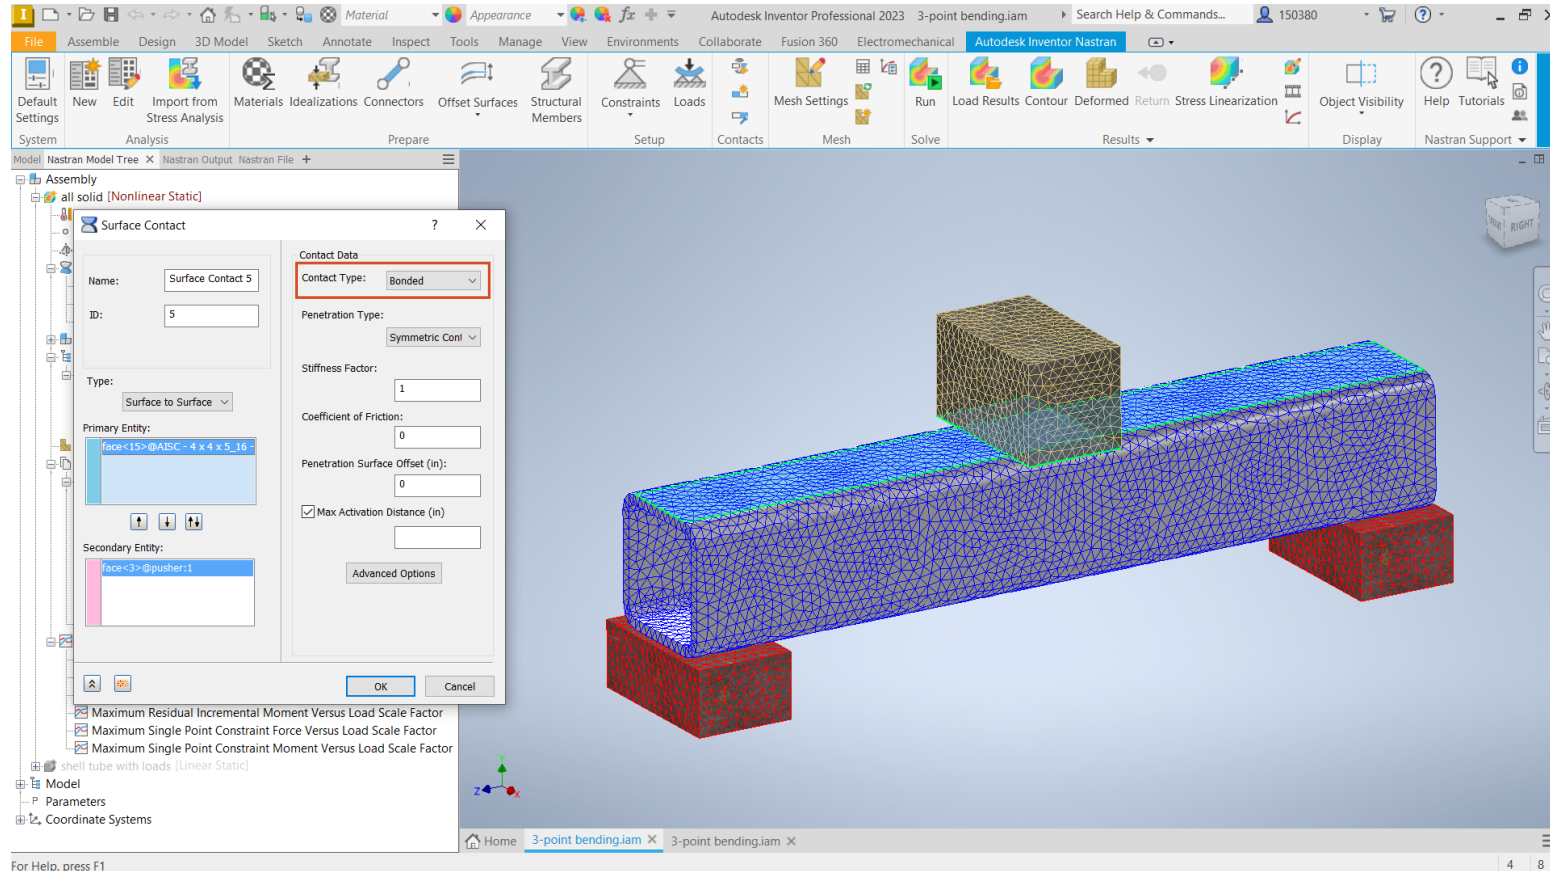 Material
Appearance
Autodesk Inventor Professional 2023 3-point bending.iam
Search Help & Commands...
150380
File Assemble Design 3D Model Sketch Annotate Inspect Tools Manage View Environments Collaborate Fusion 360 Electromechanical Autodesk Inventor Nastran
Default Settings
New
Edit
Import from Stress Analysis
Materials
Idealizations
Connectors
Offset Surfaces
Structural Members
Constraints
Loads
Mesh Settings
Run
Load Results
Contour
Deformed
Return
Stress Linearization
Object Visibility
Help
Tutorials
System Analysis Prepare Setup Contacts Mesh Solve Results Display Nastran Support
Model Nastran Model Tree Nastran Output Nastran File
Assembly
all solid [Nonlinear Static]
Surface Contact
Name: Surface Contact 5
ID: 5
Type:
Surface to Surface
Primary Entity:
face<15>@AISC - 4 x 4 x 5_16 -
Secondary Entity:
face<3>@pusher:1
Contact Data
Contact Type: Bonded
Penetration Type:
Symmetric Cont
Stiffness Factor:
1
Coefficient of Friction:
0
Penetration Surface Offset (in):
0
Max Activation Distance (in)
Advanced Options
OK Cancel
Maximum Residual Incremental Moment Versus Load Scale Factor
Maximum Single Point Constraint Force Versus Load Scale Factor
Maximum Single Point Constraint Moment Versus Load Scale Factor
shell tube with loads [Linear Static]
Model
Parameters
Coordinate Systems
RIGHT
Y
Z
X
Home 3-point bending.iam 3-point bending.iam
For Help, press F1
4 8